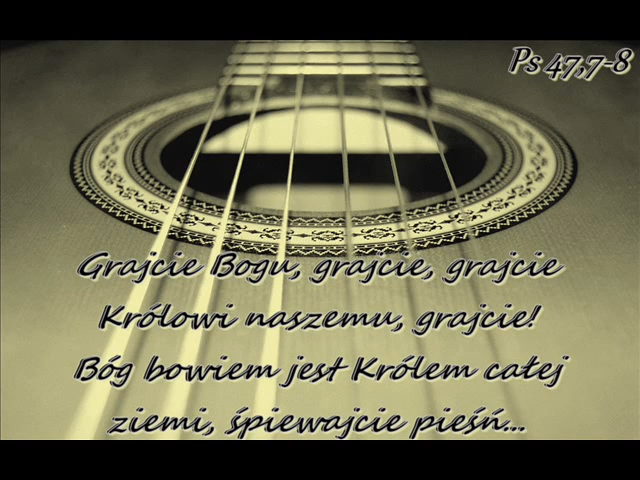 Ps 47,7-8
Grajcie Bogu, grajcie, grajcie
Królowi naszemu, grajcie!
Bóg bowiem jest Królem całej
ziemi, śpiewajcie pieśń...